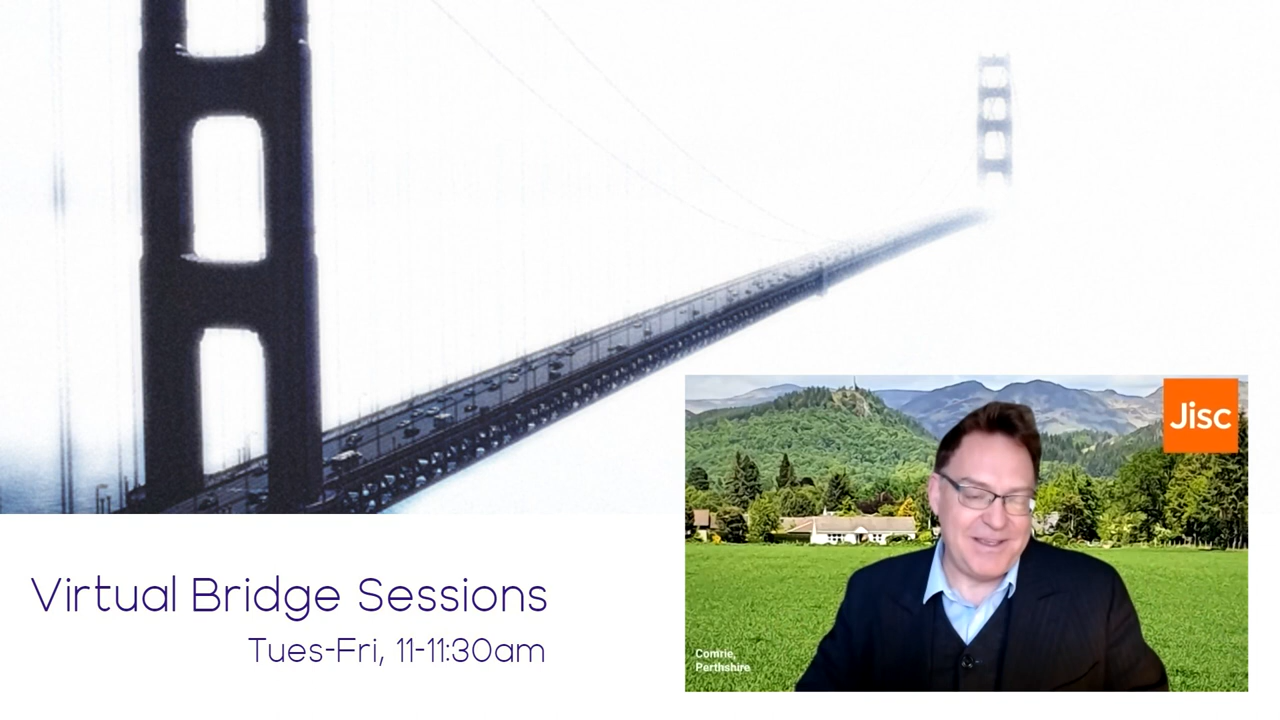 Jisc
Virtual Bridge Sessions
Tues-Fri, 11-11:30am
Comrie,
Perthshire